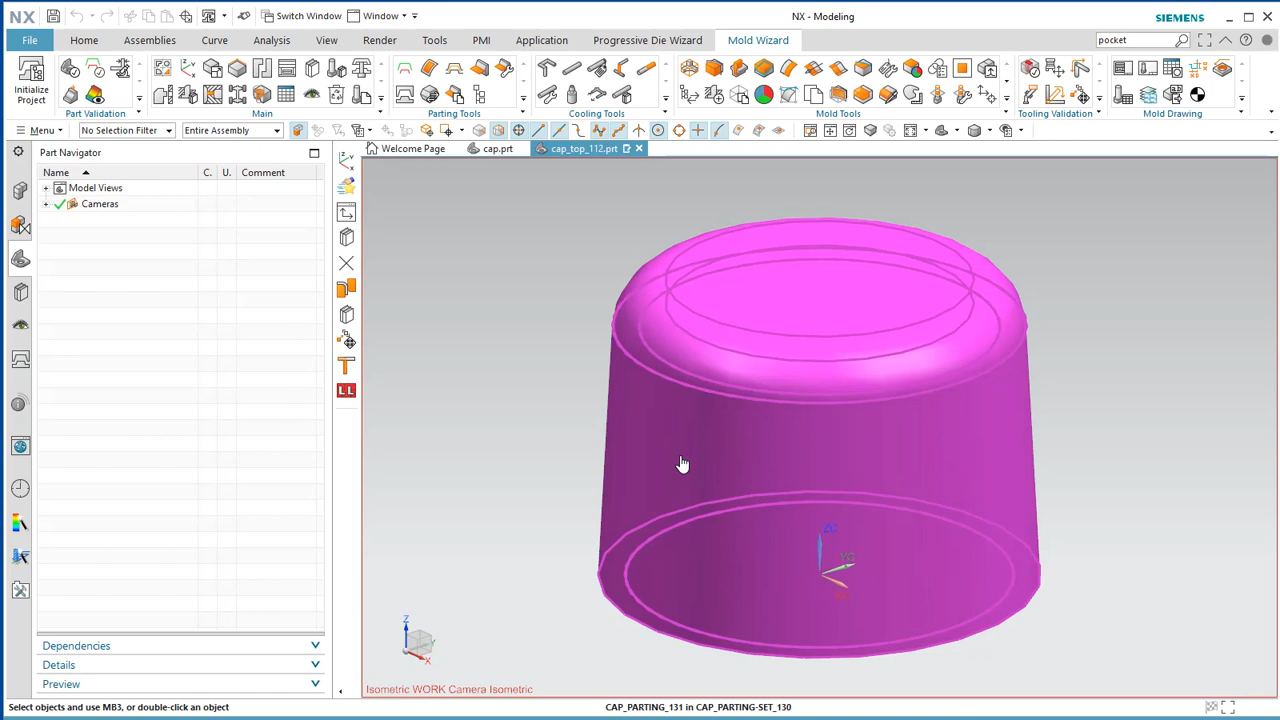 NX Switch Window Window NX - Modeling SIEMENS
File Home Assemblies Curve Analysis View Render Tools PMI Application Progressive Die Wizard Mold Wizard pocket
Initialize
Project
Part Validation Main Parting Tools Cooling Tools Mold Tools Tooling Validation Mold Drawing
Menu No Selection Filter Entire Assembly
Part Navigator Welcome Page cap.prt cap_top_112.prt
Name C. U. Comment
Model Views
Cameras
ZC
YC
XC
Z
Y
X
Dependencies
Details
Preview
Isometric WORK Camera Isometric
Select objects and use MB3, or double-click an object CAP_PARTING_131 in CAP_PARTING-SET_130
T
LL